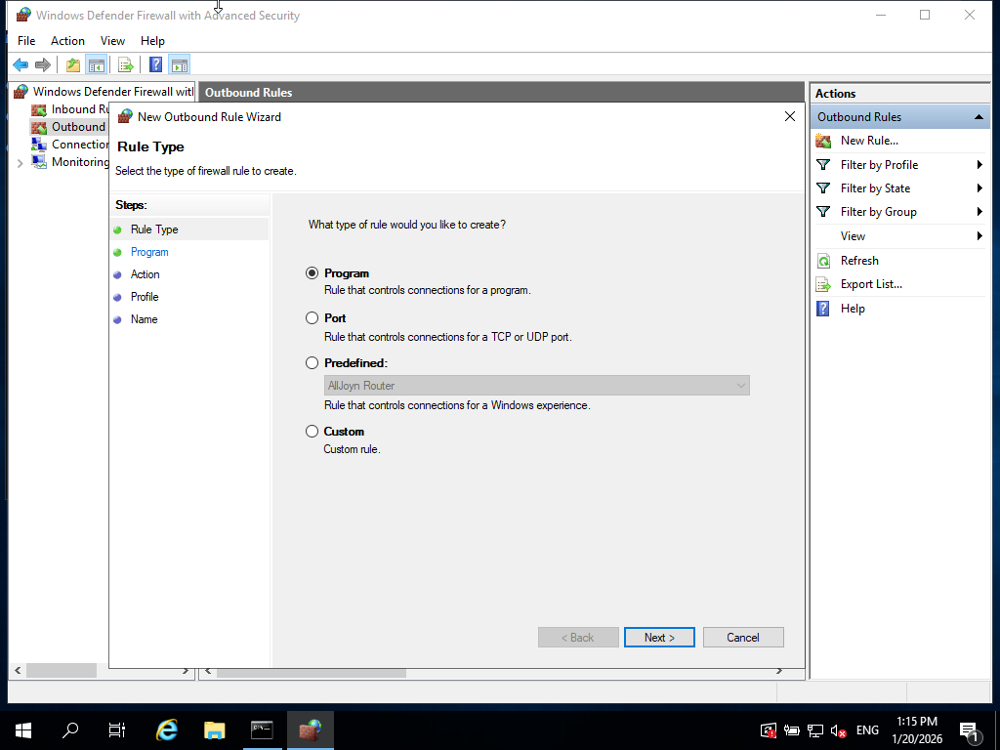 Windows Defender Firewall with Advanced Security
File Action View Help
Windows Defender Firewall wit
Inbound Ru
Outbound
Connection
Monitoring
Outbound Rules
New Outbound Rule Wizard
Rule Type
Select the type of firewall rule to create.
Steps:
Rule Type
Program
Action
Profile
Name
What type of rule would you like to create?
Program
Rule that controls connections for a program.
Port
Rule that controls connections for a TCP or UDP port.
Predefined:
AllJoyn Router
Rule that controls connections for a Windows experience.
Custom
Custom rule.
< Back
Next >
Cancel
Actions
Outbound Rules
New Rule...
Filter by Profile
Filter by State
Filter by Group
View
Refresh
Export List...
Help
ENG
1:15 PM
1/20/2026
1